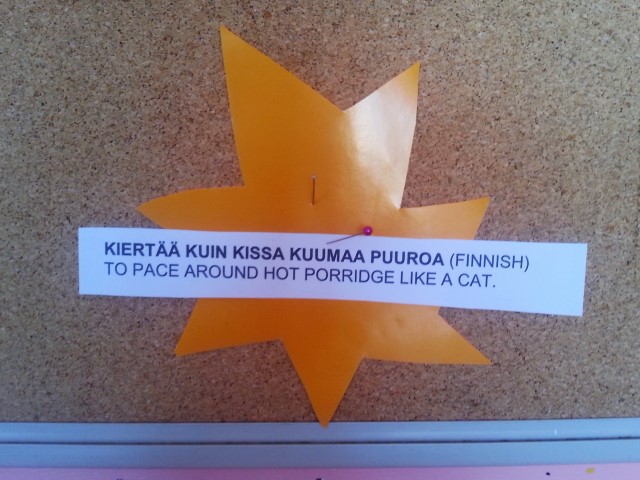 KIERTÄÄ KUIN KISSA KUUMAA PUUROA (FINNISH)
TO PACE AROUND HOT PORRIDGE LIKE A CAT.